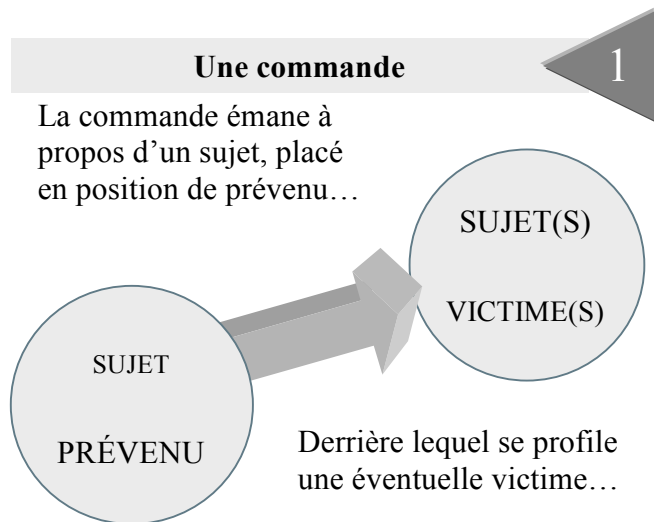 Une commande
1
La commande émane à
propos d’un sujet, placé
en position de prévenu…
SUJET(S)
VICTIME(S)
SUJET
PRÉVENU
Derrière lequel se profile
une éventuelle victime…